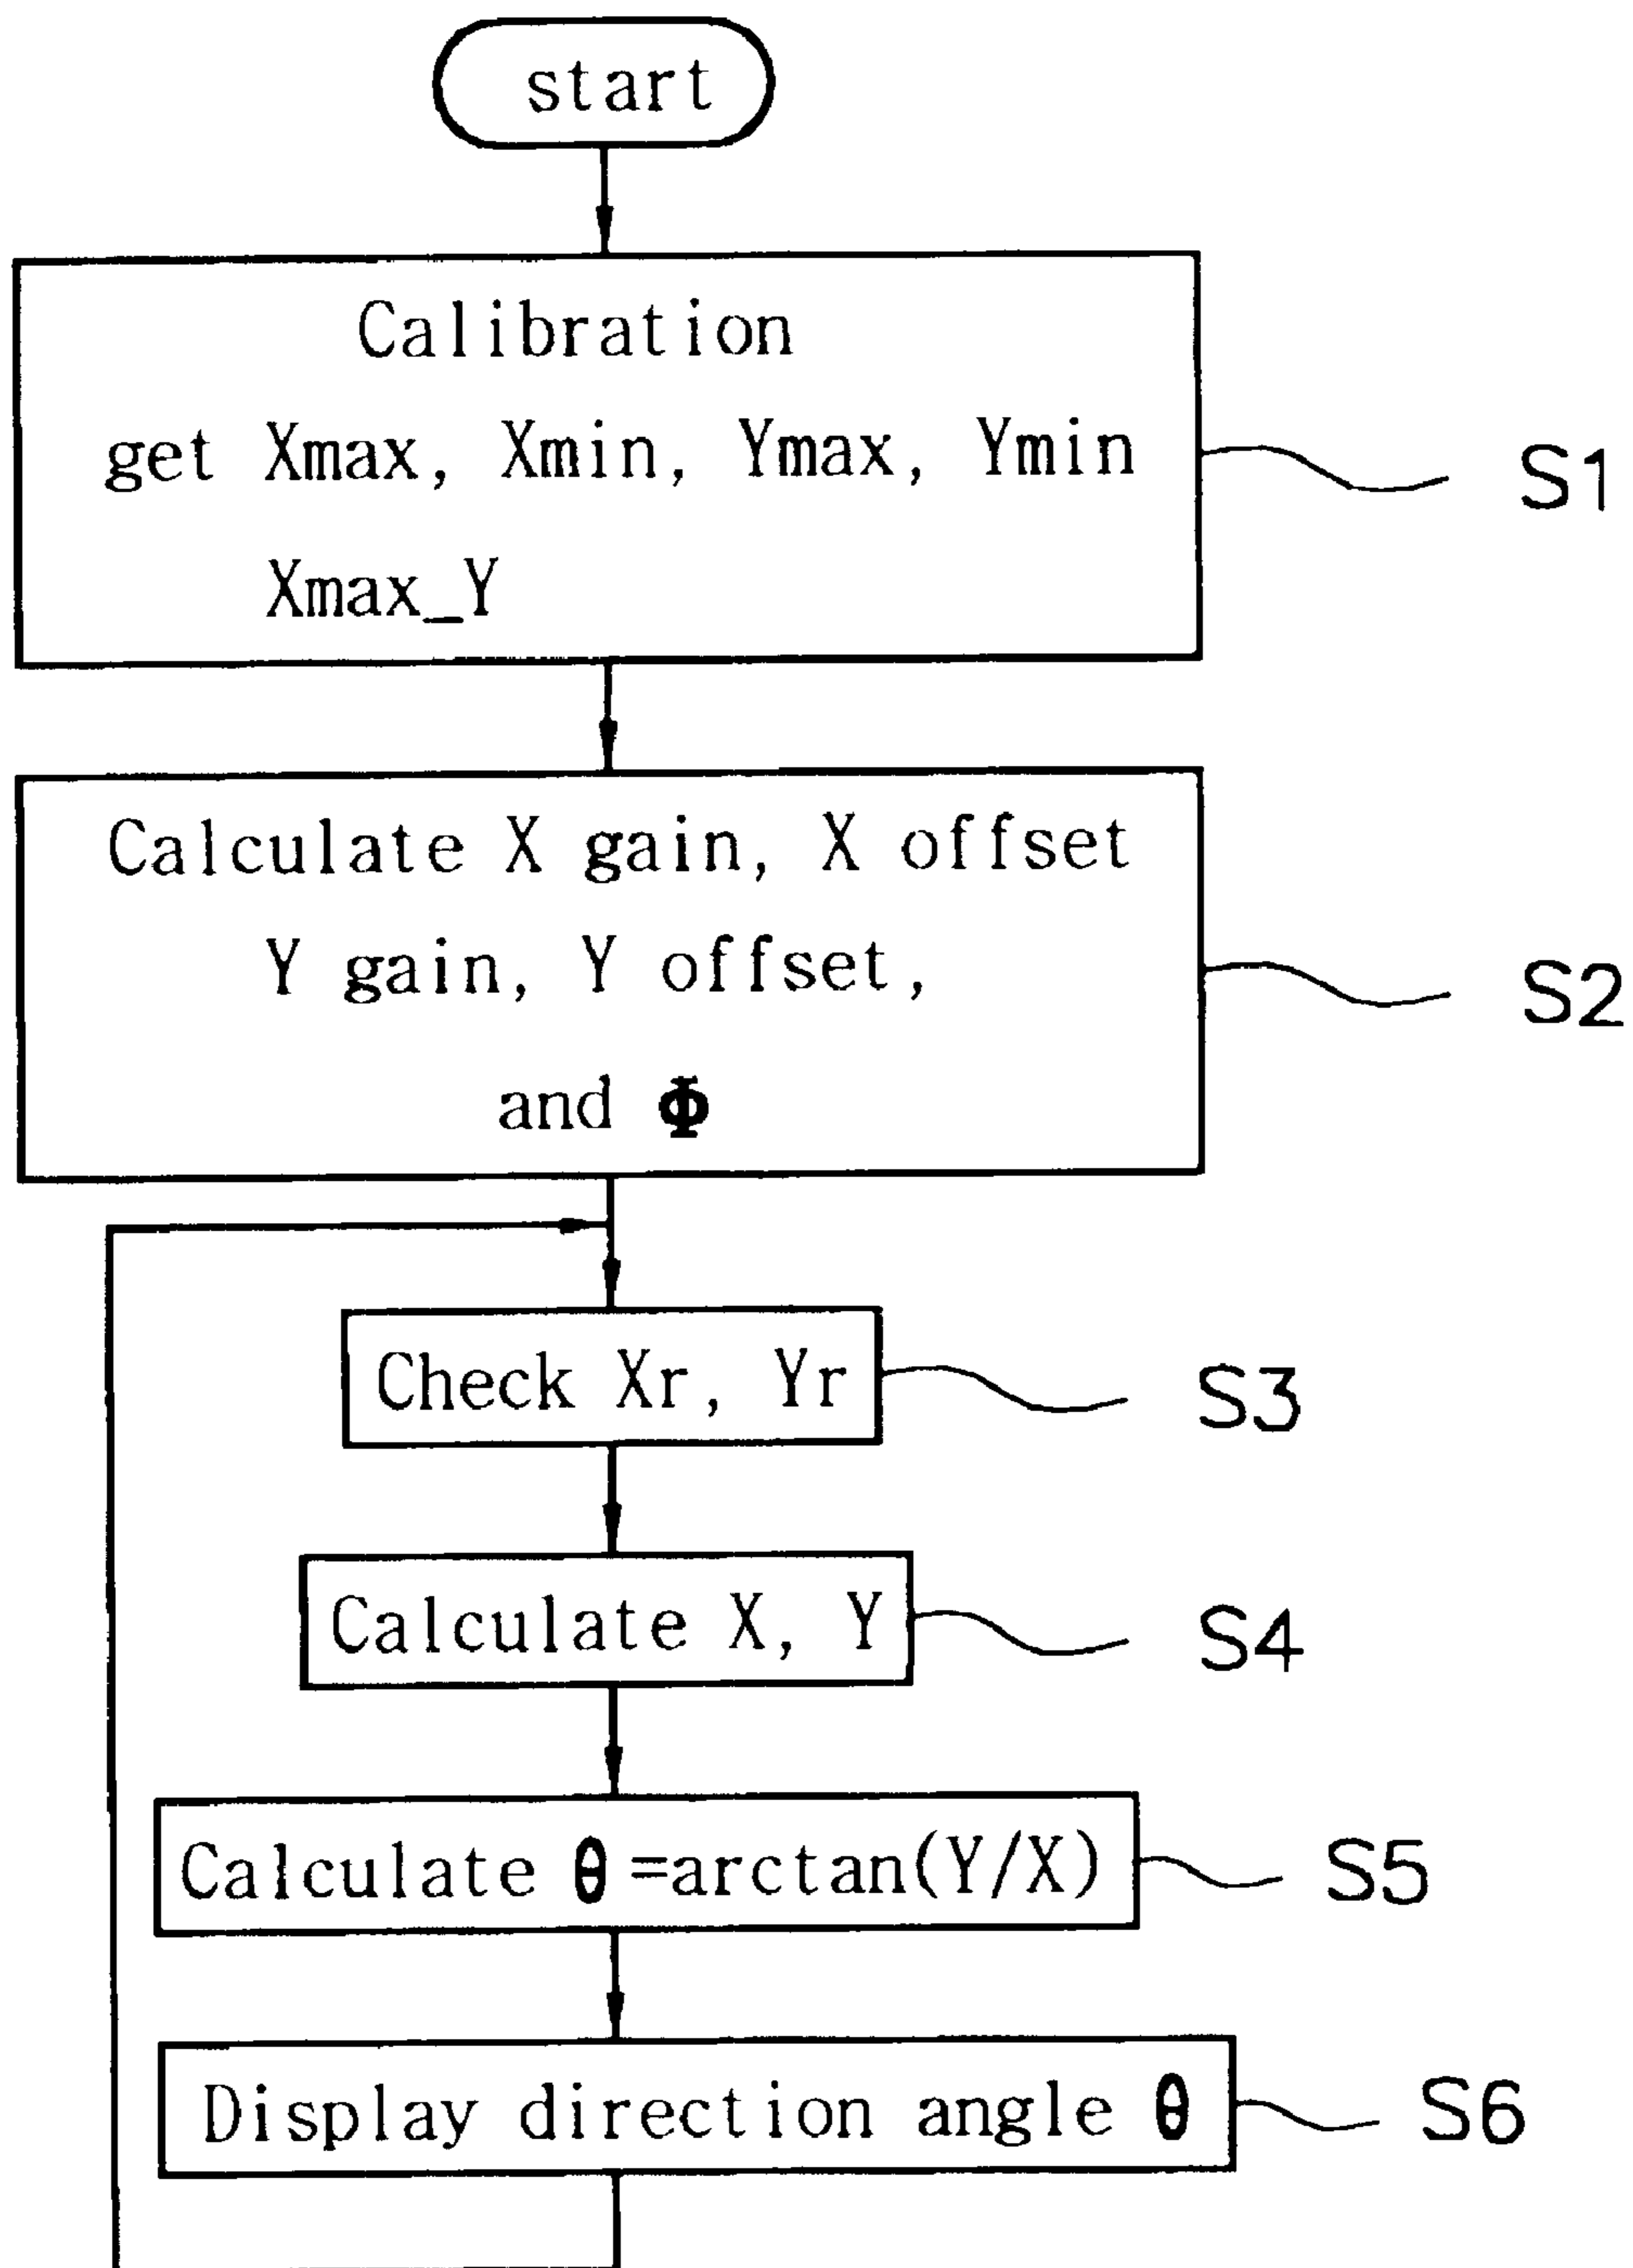 start
Calibration
get Xmax, Xmin, Ymax, Ymin
Xmax_Y
S1
Calculate X gain, X offset
Y gain, Y offset,
and Φ
S2
Check Xr, Yr
S3
Calculate X, Y
S4
Calculate θ=arctan(Y/X)
S5
Display direction angle θ
S6